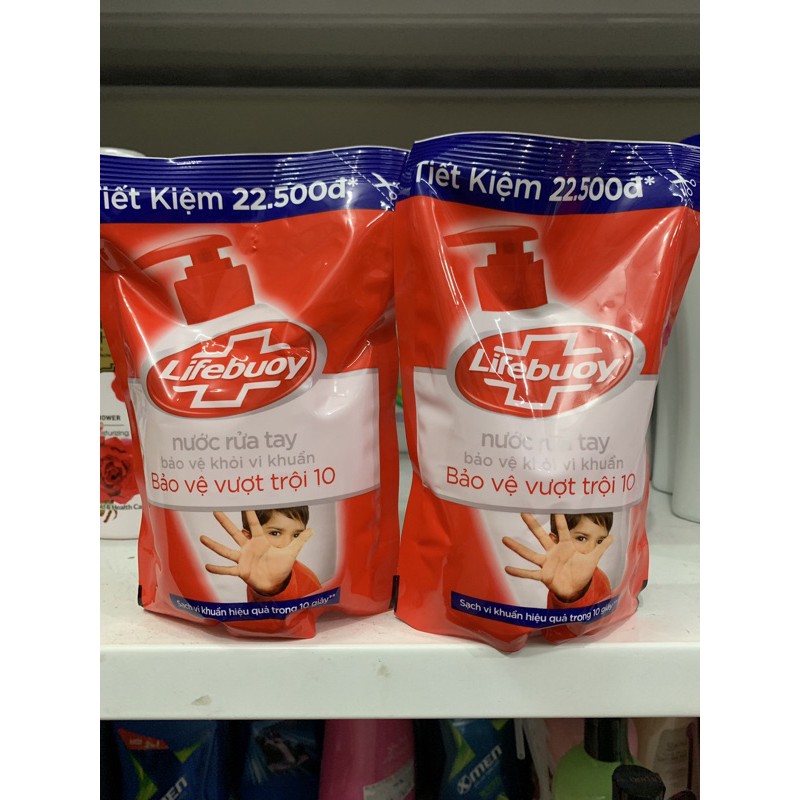 Tiết Kiệm 22.500đ*
Lifebuoy
nước rửa tay
bảo vệ khỏi vi khuẩn
Bảo vệ vượt trội 10
Sạch vi khuẩn hiệu quả trong 10 giây**
Tiết Kiệm 22.500đ*
Lifebuoy
nước rửa tay
bảo vệ khỏi vi khuẩn
Bảo vệ vượt trội 10
Sạch vi khuẩn hiệu quả trong 10 giây**
X-MEN